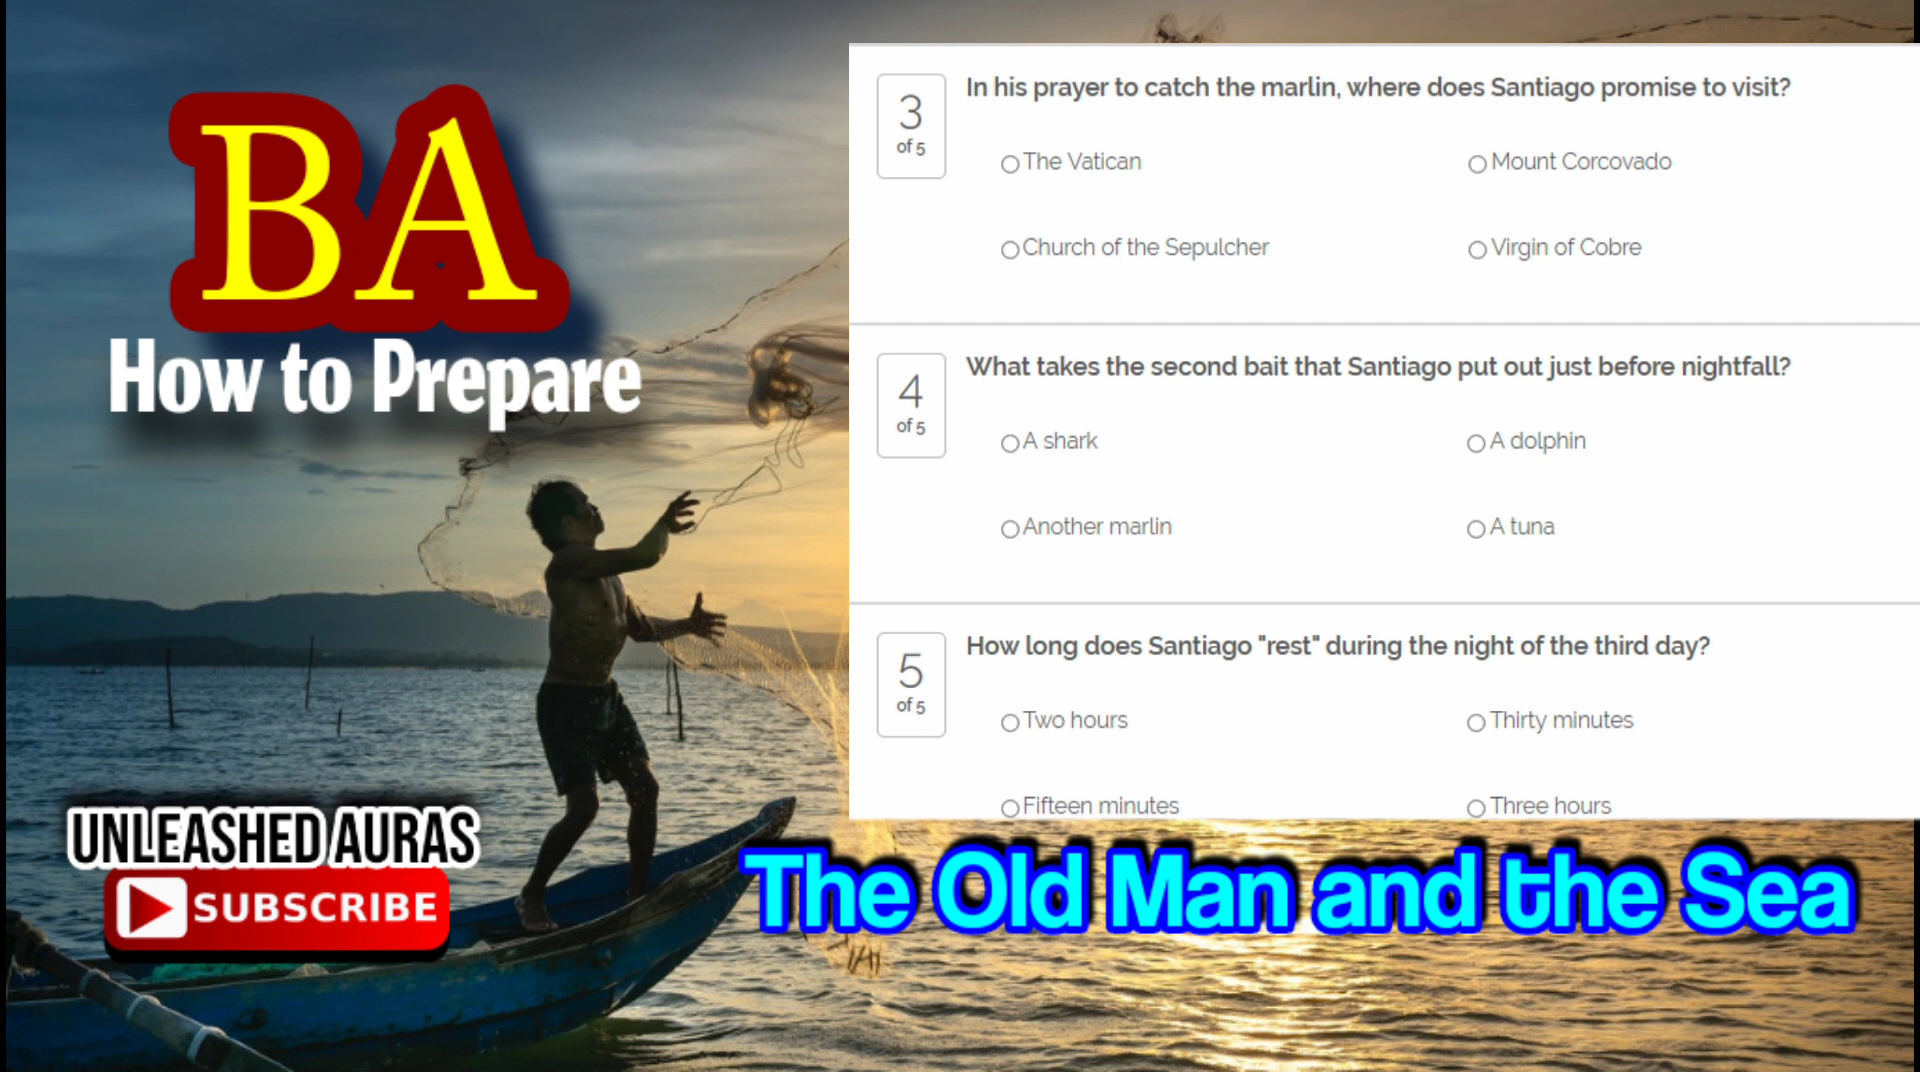 BA
How to Prepare
UNLEASHED AURAS
SUBSCRIBE
3
of 5
In his prayer to catch the marlin, where does Santiago promise to visit?
The Vatican
Mount Corcovado
Church of the Sepulcher
Virgin of Cobre
4
of 5
What takes the second bait that Santiago put out just before nightfall?
A shark
A dolphin
Another marlin
A tuna
5
of 5
How long does Santiago "rest" during the night of the third day?
Two hours
Thirty minutes
Fifteen minutes
Three hours
The Old Man and the Sea